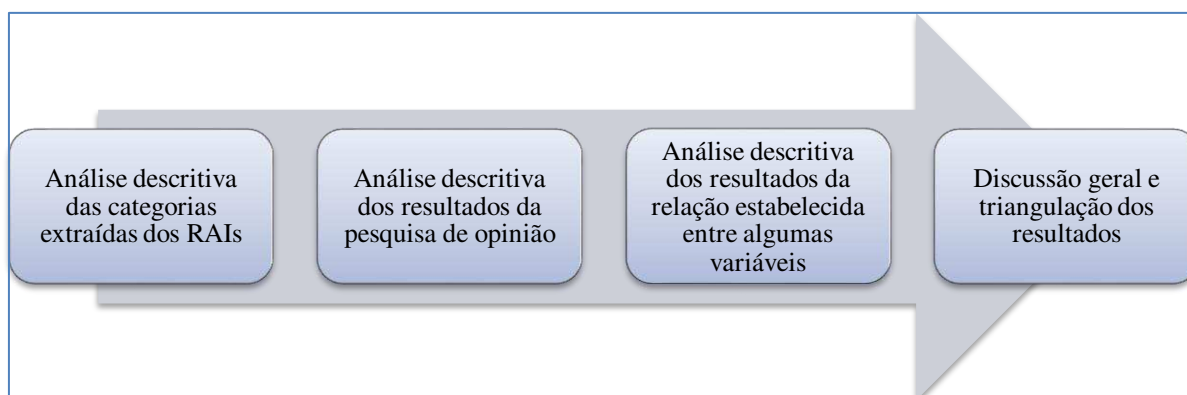 Análise descritiva
das categorias
extraídas dos RAIs
Análise descritiva
dos resultados da
pesquisa de opinião
Análise descritiva
dos resultados da
relação estabelecida
entre algumas
variáveis
Discussão geral e
triangulação dos
resultados